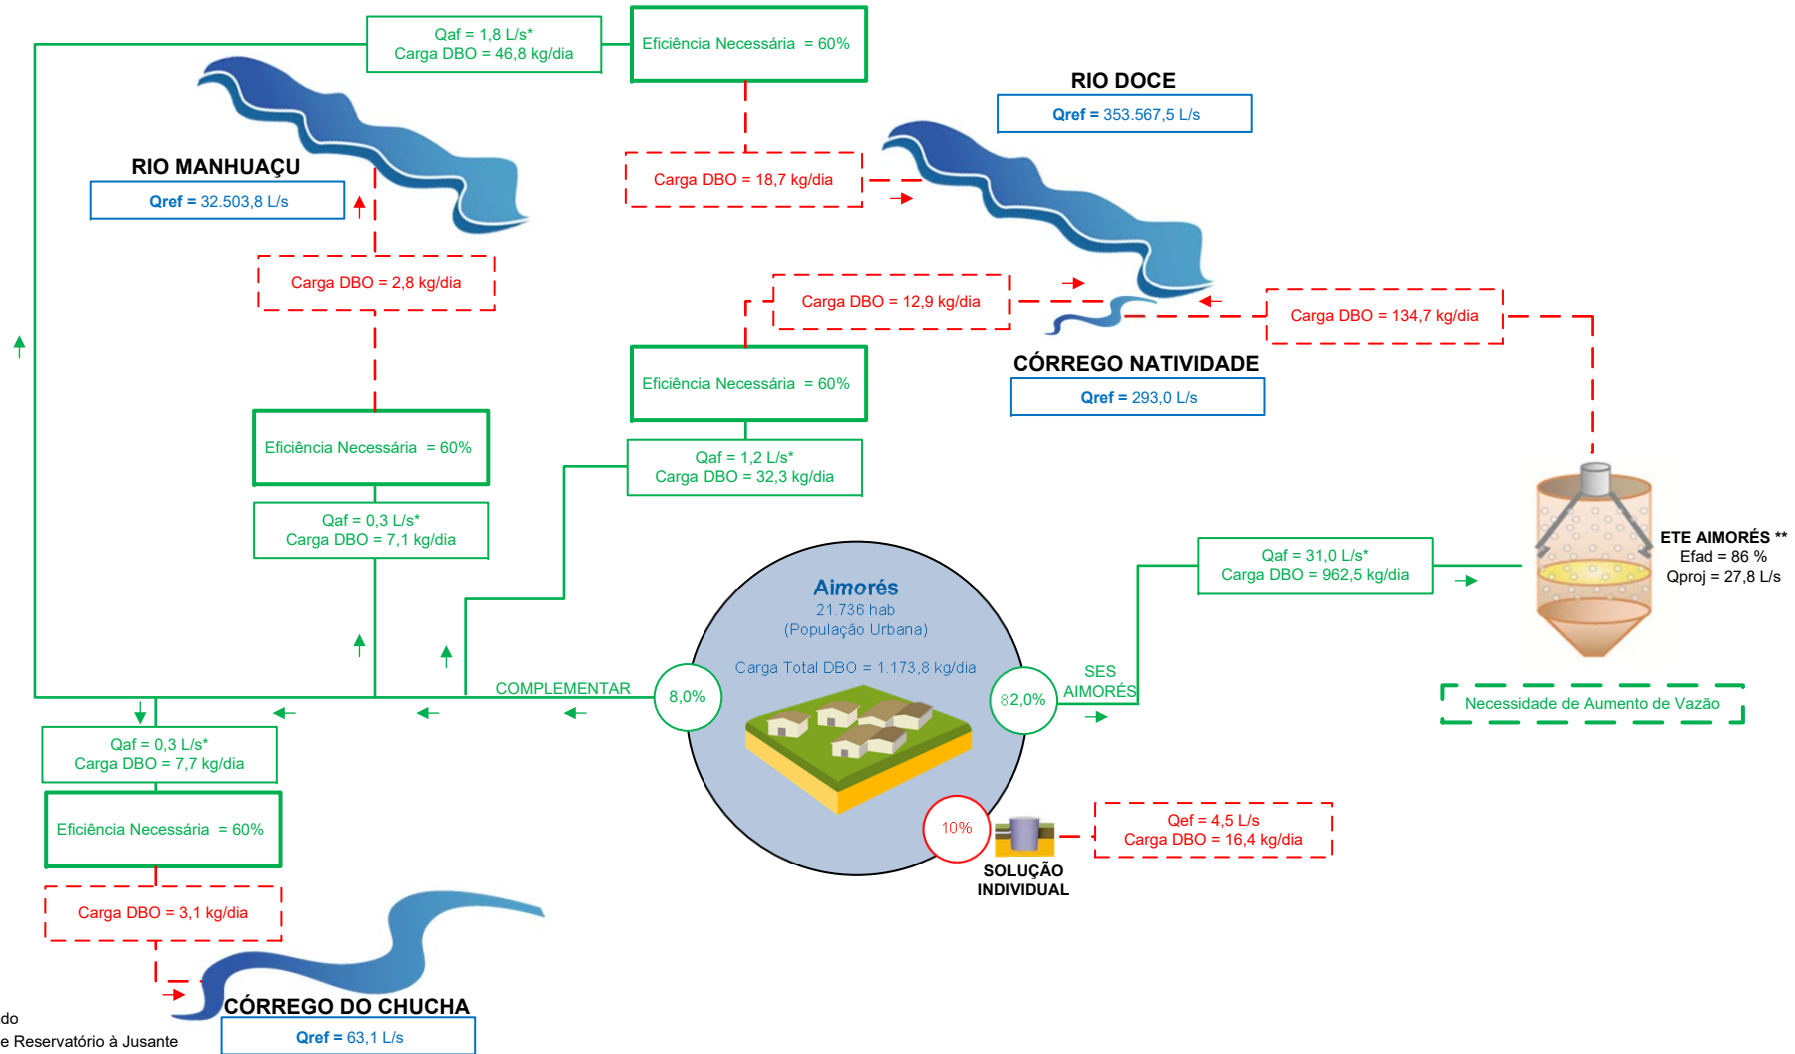 Qaf = 1,8 L/s*
Carga DBO = 46,8 kg/dia
Eficiência Necessária = 60%
RIO DOCE
Qref = 353.567,5 L/s
RIO MANHUAÇU
Qref = 32.503,8 L/s
Carga DBO = 18,7 kg/dia
Carga DBO = 2,8 kg/dia
Carga DBO = 12,9 kg/dia
Carga DBO = 134,7 kg/dia
CÓRREGO NATIVIDADE
Qref = 293,0 L/s
Eficiência Necessária = 60%
Eficiência Necessária = 60%
Qaf = 1,2 L/s*
Carga DBO = 32,3 kg/dia
Qaf = 0,3 L/s*
Carga DBO = 7,1 kg/dia
Qaf = 31,0 L/s*
Carga DBO = 962,5 kg/dia
ETE AIMORÉS **
Efad = 86 %
Qproj = 27,8 L/s
Aimorés
21.736 hab
(População Urbana)
Carga Total DBO = 1.173,8 kg/dia
COMPLEMENTAR
8,0%
82,0%
SES
AIMORÉS
Necessidade de Aumento de Vazão
Qaf = 0,3 L/s*
Carga DBO = 7,7 kg/dia
Eficiência Necessária = 60%
10%
SOLUÇÃO
INDIVIDUAL
Qef = 4,5 L/s
Carga DBO = 16,4 kg/dia
Carga DBO = 3,1 kg/dia
CÓRREGO DO CHUCHA
Qref = 63,1 L/s
e Reservatório à Jusante